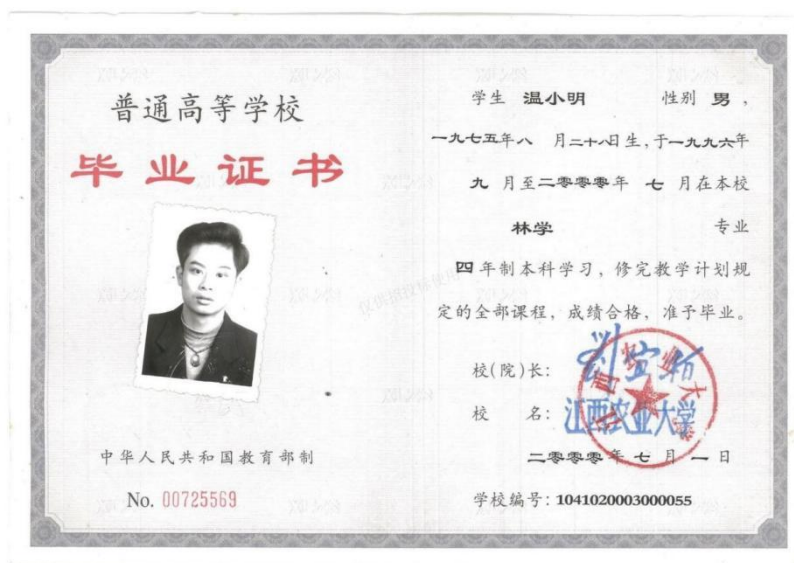 普通高等学校
毕业证书
中华人民共和国教育部制
No. 00725569
学生 温小明 性别 男，
一九七五年八 月二十八日生，于一九九六年
九 月至二零零零年 七 月在本校
林学 专业
四年制本科学习，修完教学计划规
定的全部课程，成绩合格，准予毕业。
校(院)长：
校 名：江西农业大学
二零零零年七月一日
学校编号：1041020003000055